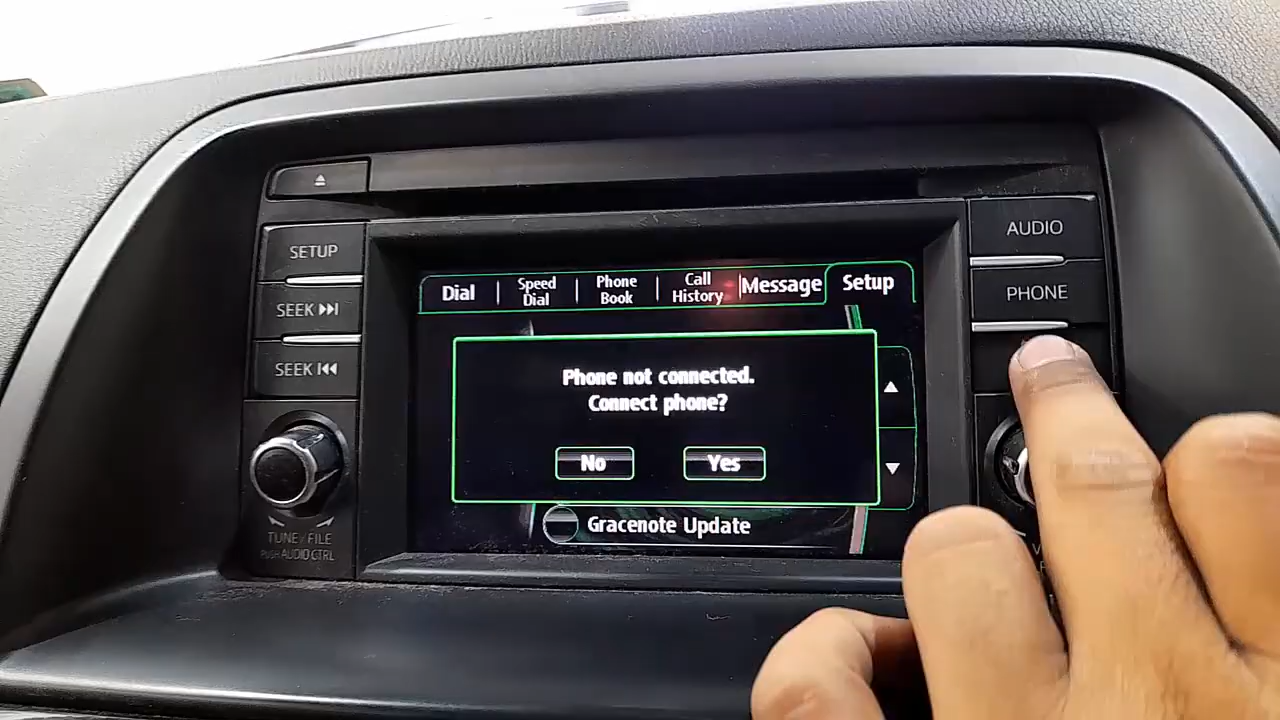 SETUP
SEEK
SEEK
TUNE/FILE
PUSH AUDIO CTRL
Dial
Speed
Dial
Phone
Book
Call
History
Message
Setup
Phone not connected.
Connect phone?
No
Yes
Gracenote Update
AUDIO
PHONE